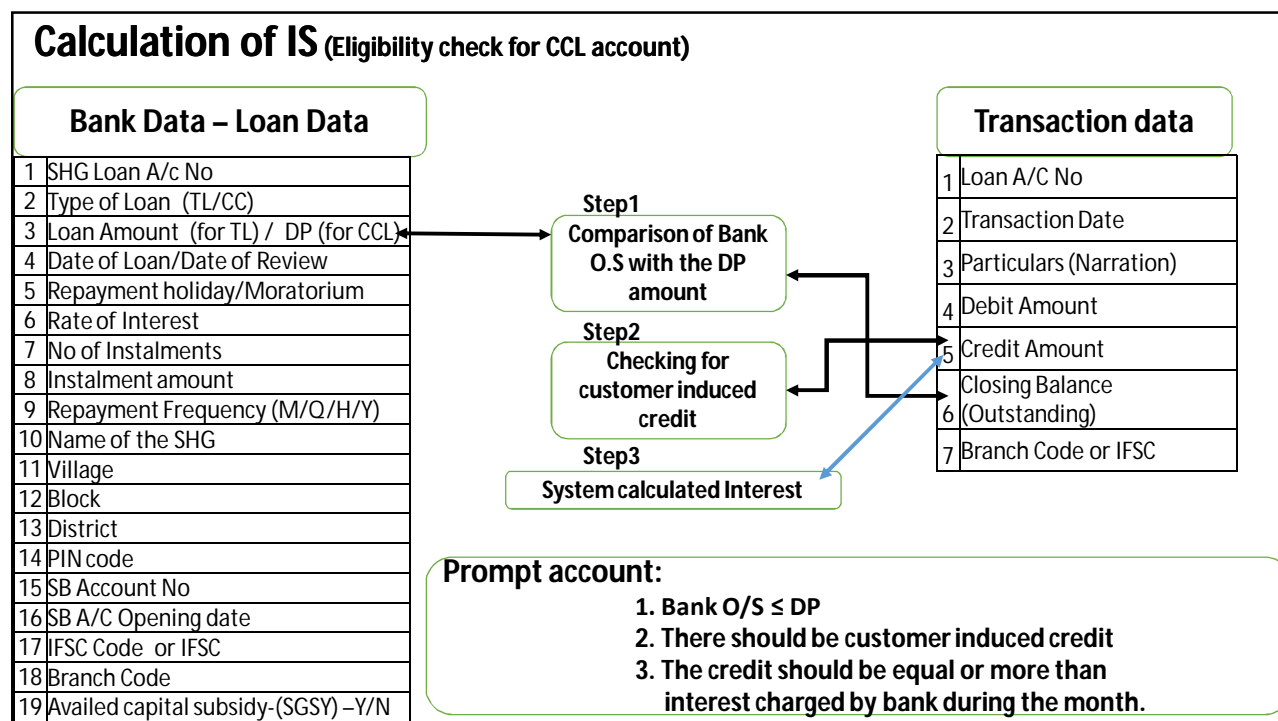 Calculation of IS (Eligibility check for CCL account)
Bank Data – Loan Data
1 SHG Loan A/c No
2 Type of Loan (TL/CC)
3 Loan Amount (for TL) / DP (for CCL)
4 Date of Loan/Date of Review
5 Repayment holiday/Moratorium
6 Rate of Interest
7 No of Instalments
8 Instalment amount
9 Repayment Frequency (M/Q/H/Y)
10 Name of the SHG
11 Village
12 Block
13 District
14 PIN code
15 SB Account No
16 SB A/C Opening date
17 IFSC Code or IFSC
18 Branch Code
19 Availed capital subsidy-(SGSY) –Y/N
Step1
Comparison of Bank
O.S with the DP
amount
Step2
Checking for
customer induced
credit
Step3
System calculated Interest
Transaction data
1 Loan A/C No
2 Transaction Date
3 Particulars (Narration)
4 Debit Amount
5 Credit Amount
Closing Balance
6 (Outstanding)
7 Branch Code or IFSC
Prompt account:
1. Bank O/S ≤ DP
2. There should be customer induced credit
3. The credit should be equal or more than
interest charged by bank during the month.